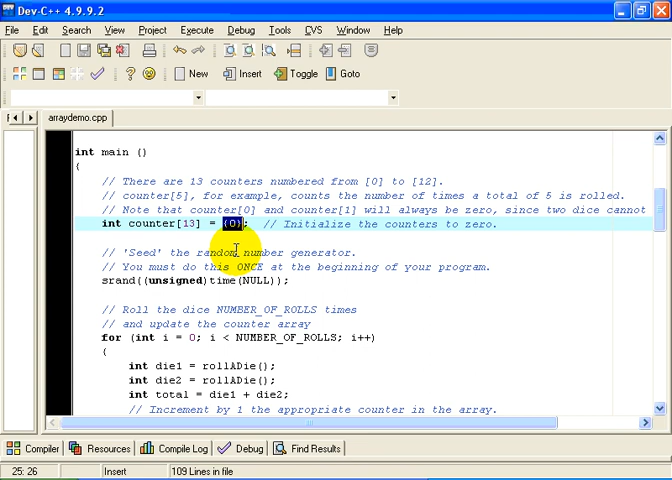 Dev-C++ 4.9.9.2
File Edit Search View Project Execute Debug Tools CVS Window Help
New Insert Toggle Goto
arraydemo.cpp
int main ()
{
// There are 13 counters numbered from [0] to [12].
// counter[5], for example, counts the number of times a total of 5 is rolled.
// Note that counter[0] and counter[1] will always be zero, since two dice cannot
int counter[13] = {0}; // Initialize the counters to zero.
// 'Seed' the random number generator.
// You must do this ONCE at the beginning of your program.
srand((unsigned)time(NULL));
// Roll the dice NUMBER_OF_ROLLS times
// and update the counter array
for (int i = 0; i < NUMBER_OF_ROLLS; i++)
{
int die1 = rollADie();
int die2 = rollADie();
int total = die1 + die2;
// Increment by 1 the appropriate counter in the array.
Compiler Resources Compile Log Debug Find Results
25: 26 Insert 109 Lines in file